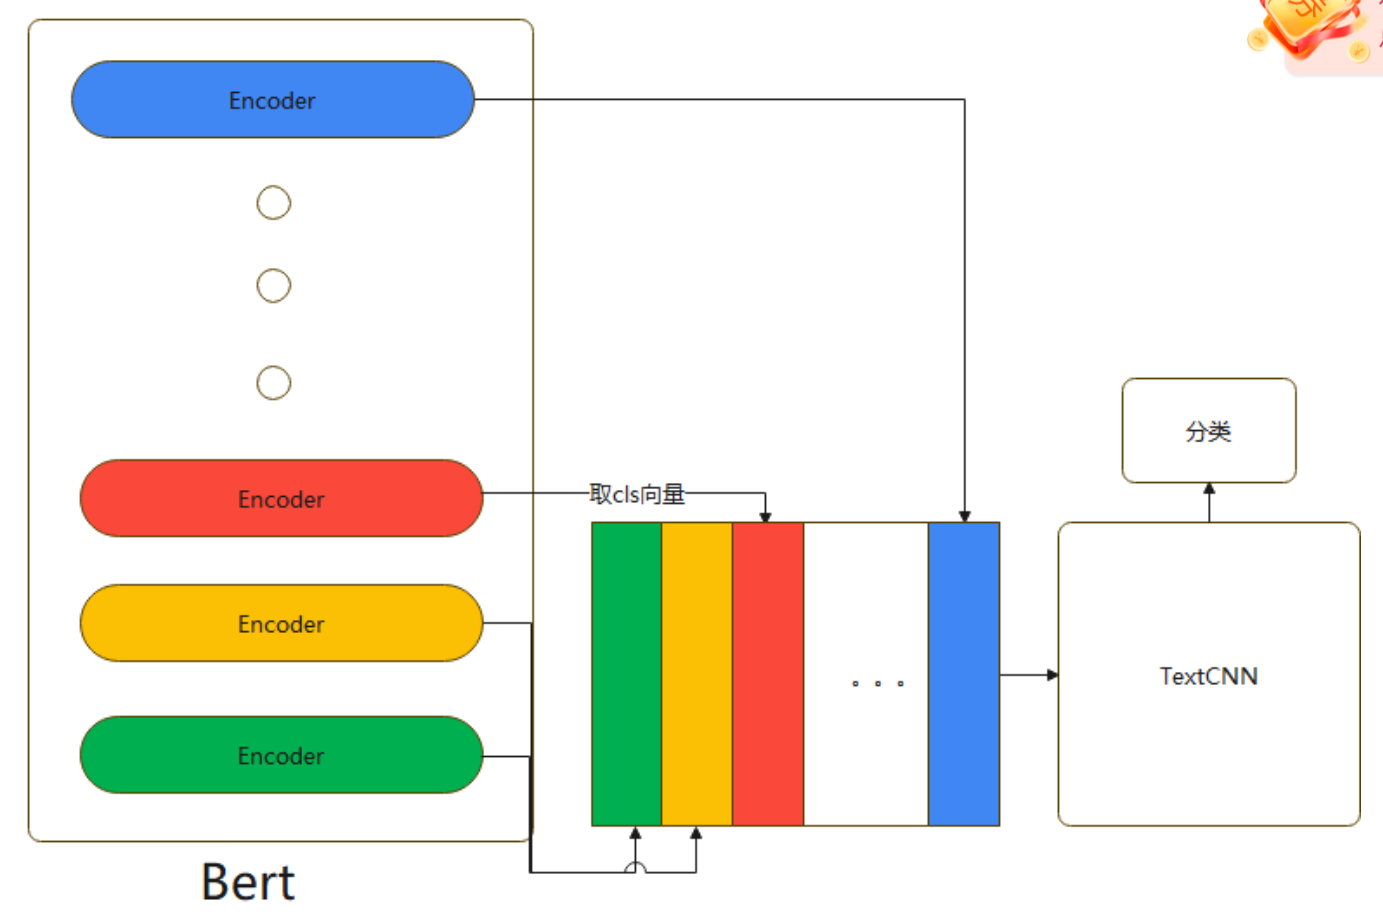 Encoder
Encoder
取cls向量
Encoder
Encoder
Bert
。。。
分类
TextCNN